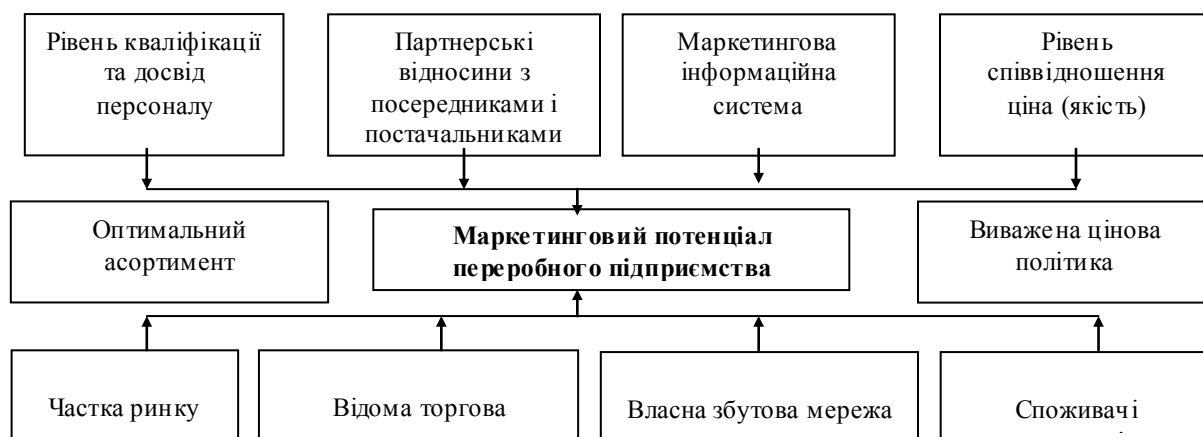 Рівень кваліфікації
та досвід
персоналу
Партнерські
відносини з
посередниками і
постачальниками
Маркетингова
інформаційна
система
Рівень
співвідношення
ціна (якість)
Оптимальний
асортимент
Маркетинговий потенціал
переробного підприємства
Виважена цінова
політика
Частка ринку
Відома торгова
Власна збутова мережа
Споживачі